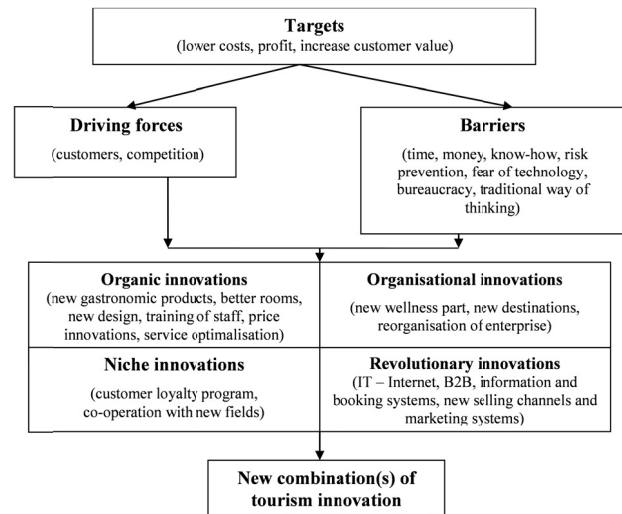 Targets
(lower costs, profit, increase customer value)
Driving forces
(customers, competition)
Barriers
(time, money, know-how, risk
prevention, fear of technology,
bureaucracy, traditional way of
thinking)
Organic innovations
(new gastronomic products, better rooms,
new design, training of staff, price
innovations, service optimalisation)
Organisational innovations
(new wellness part, new destinations,
reorganisation of enterprise)
Niche innovations
(customer loyalty program,
co-operation with new fields)
Revolutionary innovations
(IT – Internet, B2B, information and
booking systems, new selling channels and
marketing systems)
New combination(s) of
tourism innovation